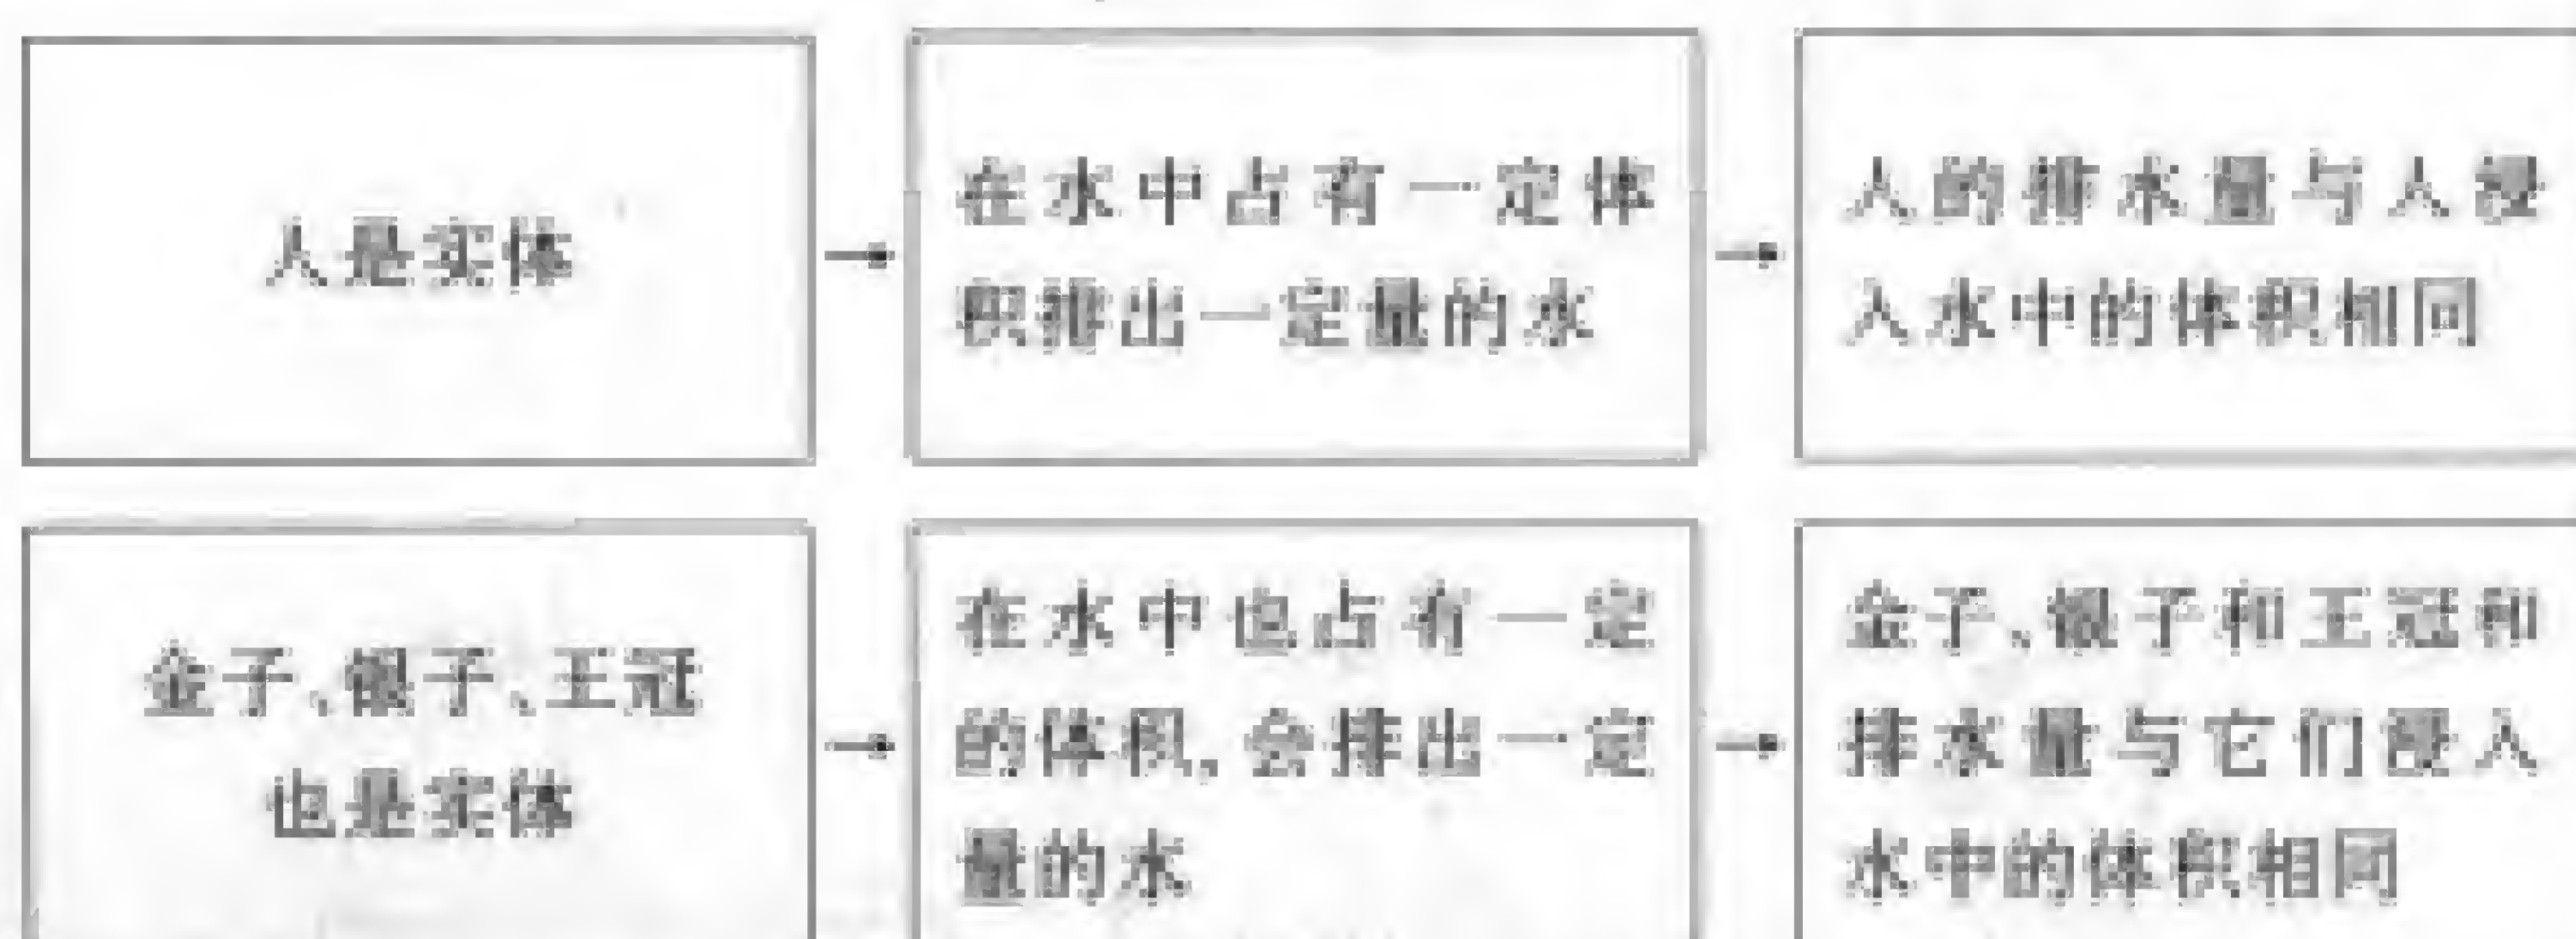 人是实体
在水中占有一定体
积排出一定量的水
人的排水量与人浸
入水中的体积相同
金子、银子、王冠
也是实体
在水中也占有一定
的体积,会排出一定
量的水
金子、银子和王冠和
排水量与它们浸入
水中的体积相同